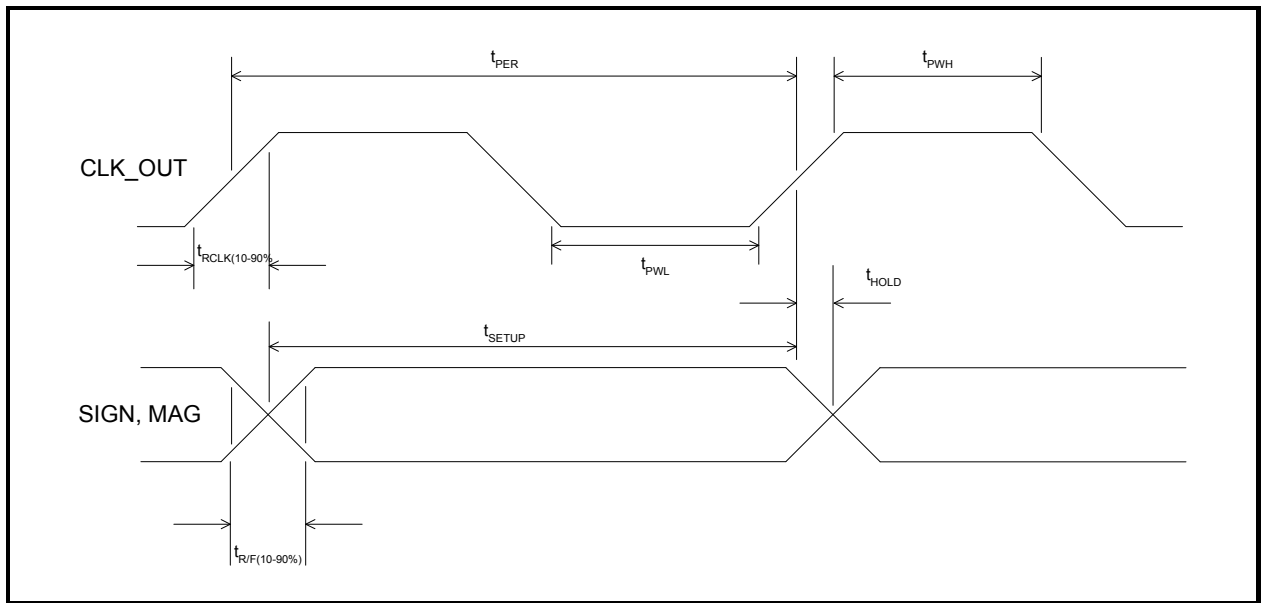 tPER
tPWH
CLK_OUT
tRCLK(10-90%
tPWL
tHOLD
tSETUP
SIGN, MAG
tR/F(10-90%)